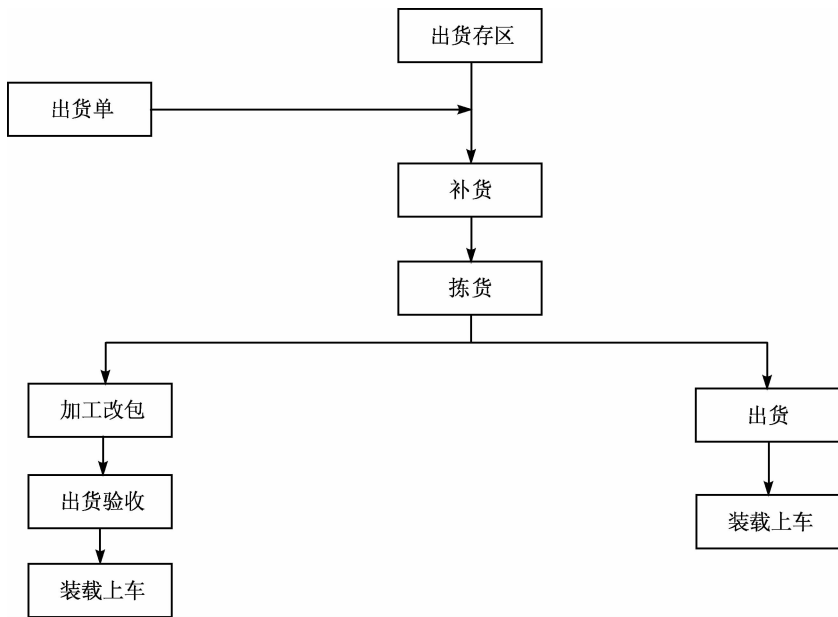 出货存区
出货单
补货
拣货
加工改包
出货
出货验收
装载上车
装载上车